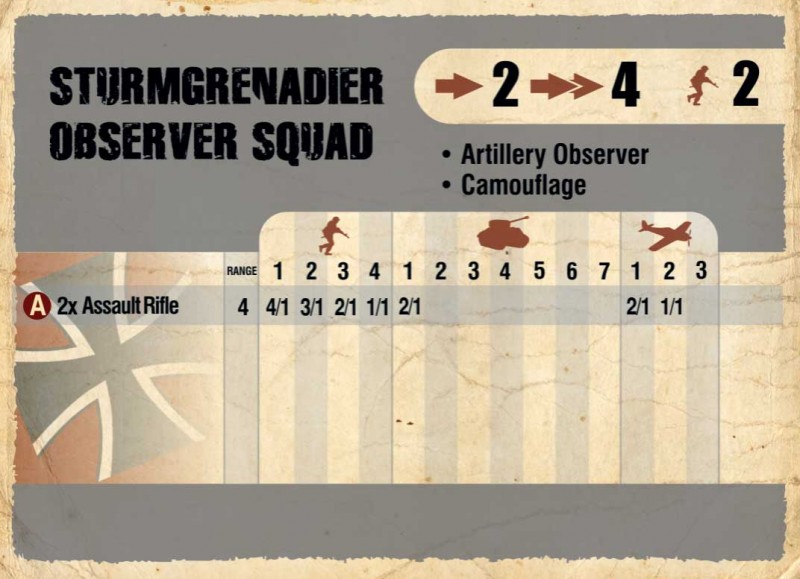 STURMGRENADIER
OBSERVER SQUAD
2 4 2
• Artillery Observer
• Camouflage
RANGE 1 2 3 4 1 2 3 4 5 6 7 1 2 3
A 2x Assault Rifle 4 4/1 3/1 2/1 1/1 2/1 2/1 1/1